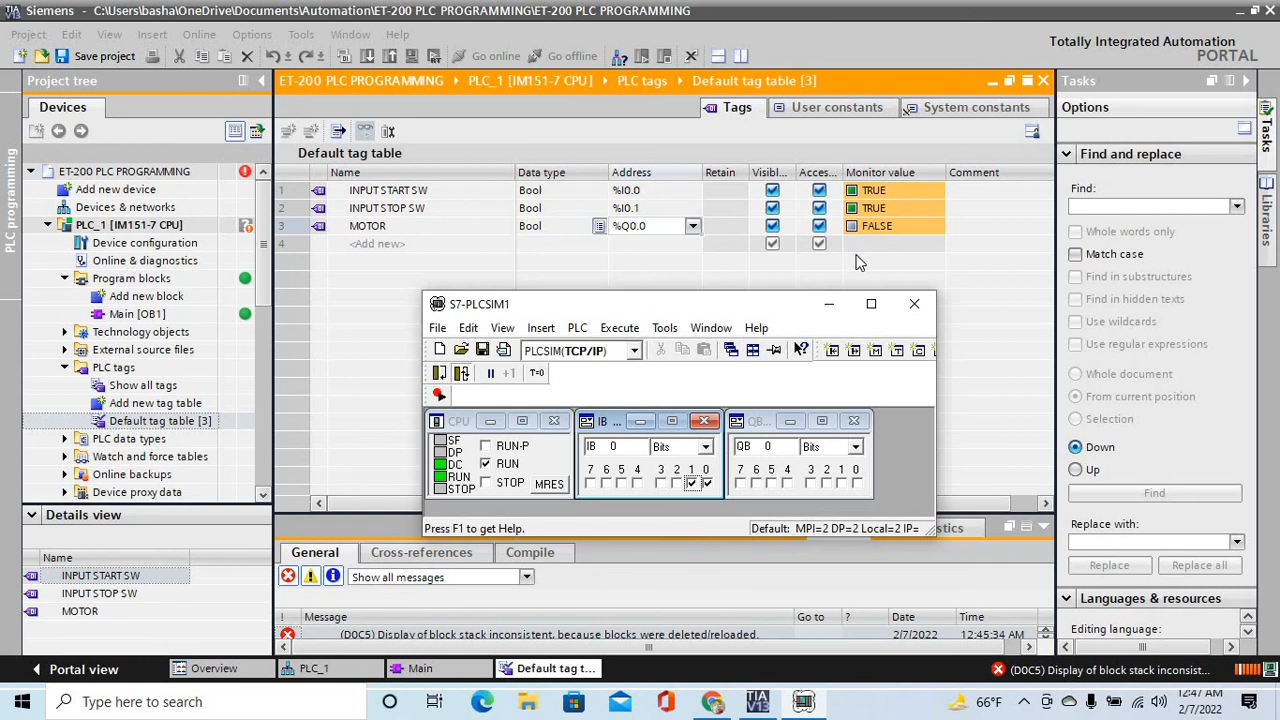 TIA
V13
Siemens - C:\Users\basha\OneDrive\Documents\Automation\ET-200 PLC PROGRAMMING\ET-200 PLC PROGRAMMING
Project Edit View Insert Online Options Tools Window Help
Save project Go online Go offline
Totally Integrated Automation
PORTAL
Project tree
ET-200 PLC PROGRAMMING PLC_1 [IM151-7 CPU] PLC tags Default tag table [3]
Tasks
Devices
Tags User constants System constants
Options
PLC programming
Tasks
Libraries
Default tag table
Find and replace
Name Data type Address Retain Visibl... Acces... Monitor value Comment
1 INPUT START SW Bool %I0.0 TRUE
2 INPUT STOP SW Bool %I0.1 TRUE
3 MOTOR Bool %Q0.0 FALSE
4 <Add new>
ET-200 PLC PROGRAMMING
Add new device
Devices & networks
PLC_1 [IM151-7 CPU]
Device configuration
Online & diagnostics
Program blocks
Add new block
Main [OB1]
Technology objects
External source files
PLC tags
Show all tags
Add new tag table
Default tag table [3]
PLC data types
Watch and force tables
Online backups
Device proxy data
Find:
Whole words only
Match case
Find in substructures
Find in hidden texts
Use wildcards
Use regular expressions
Whole document
From current position
Selection
Down
Up
Find
Replace with:
Replace Replace all
Languages & resources
Editing language:
S7-PLCSIM1
File Edit View Insert PLC Execute Tools Window Help
PLCSIM(TCP/IP)
+1 T=0
CPU
SF
DP
DC
RUN
STOP
RUN-P
RUN
STOP
MRES
IB ...
IB 0 Bits
7 6 5 4 3 2 1 0
QB...
QB 0 Bits
7 6 5 4 3 2 1 0
Press F1 to get Help. Default: MPI=2 DP=2 Local=2 IP=
Details view
Name
INPUT START SW
INPUT STOP SW
MOTOR
stics
General Cross-references Compile
Show all messages
! Message Go to ? Date Time
(D0C5) Display of block stack inconsistent, because blocks were deleted/reloaded. 2/7/2022 12:45:34 AM
Portal view Overview PLC_1 Main Default tag t...
(D0C5) Display of block stack inconsist...
Type here to search
TIA
V13
66°F
12:47 AM
2/7/2022